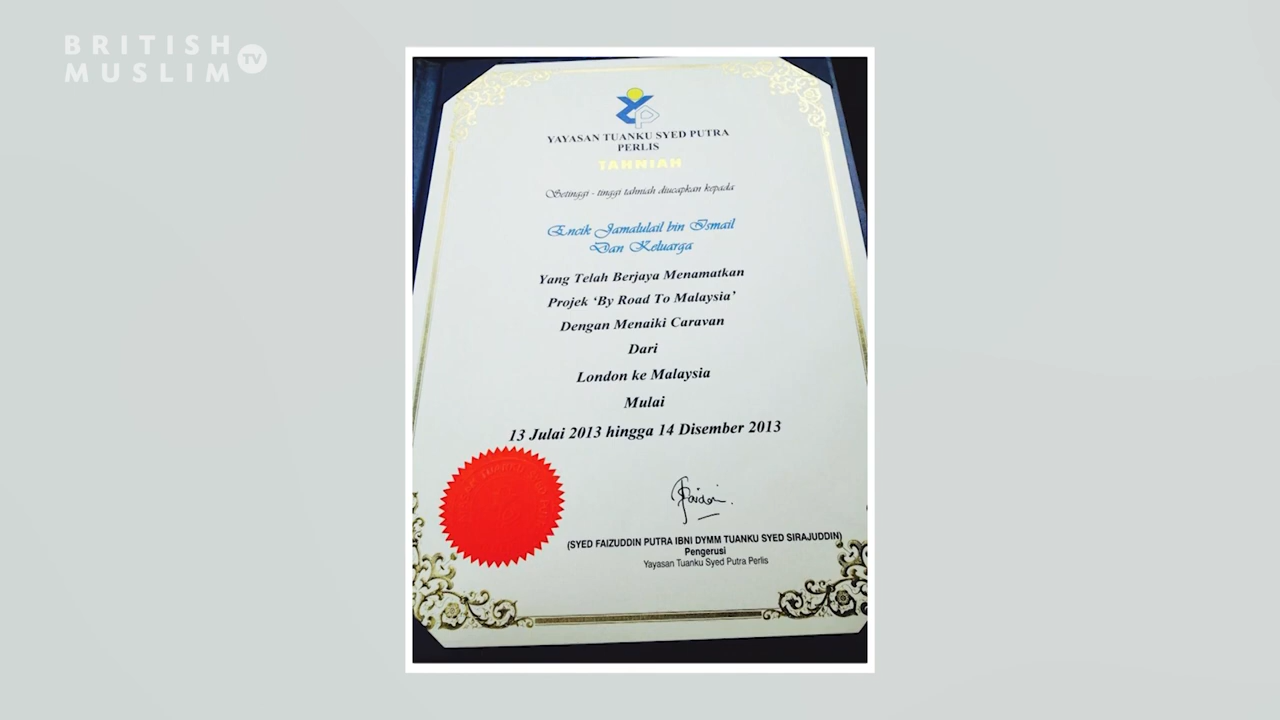 BRITISH
MUSLIM TV
YAYASAN TUANKU SYED PUTRA
PERLIS
TAHNIAH
Setinggi - tinggi tahniah diucapkan kepada
Encik Jamalulail bin Ismail
Dan Keluarga
Yang Telah Berjaya Menamatkan
Projek ‘By Road To Malaysia’
Dengan Menaiki Caravan
Dari
London ke Malaysia
Mulai
13 Julai 2013 hingga 14 Disember 2013
(SYED FAIZUDDIN PUTRA IBNI DYMM TUANKU SYED SIRAJUDDIN)
Pengerusi
Yayasan Tuanku Syed Putra Perlis